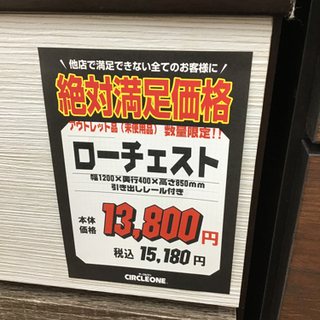 他店で満足できない全てのお客様に
絶対満足価格
アウトレット品(未使用品) 数量限定!!
ローチェスト
幅1200×奥行400×高さ850mm
引き出しレール付き
本体価格 13,800円
税込 15,180円
CIRCLEONE